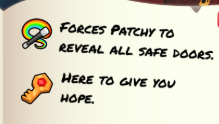 Forces Patchy to
reveal all safe doors.
Here to give you
hope.